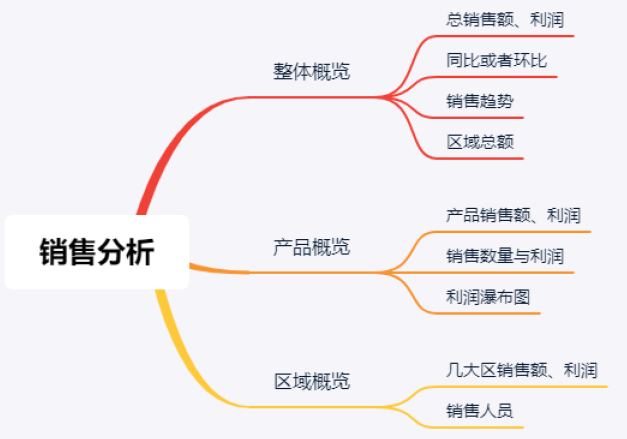 销售分析
整体概览
总销售额、利润
同比或者环比
销售趋势
区域总额
产品概览
产品销售额、利润
销售数量与利润
利润瀑布图
区域概览
几大区销售额、利润
销售人员